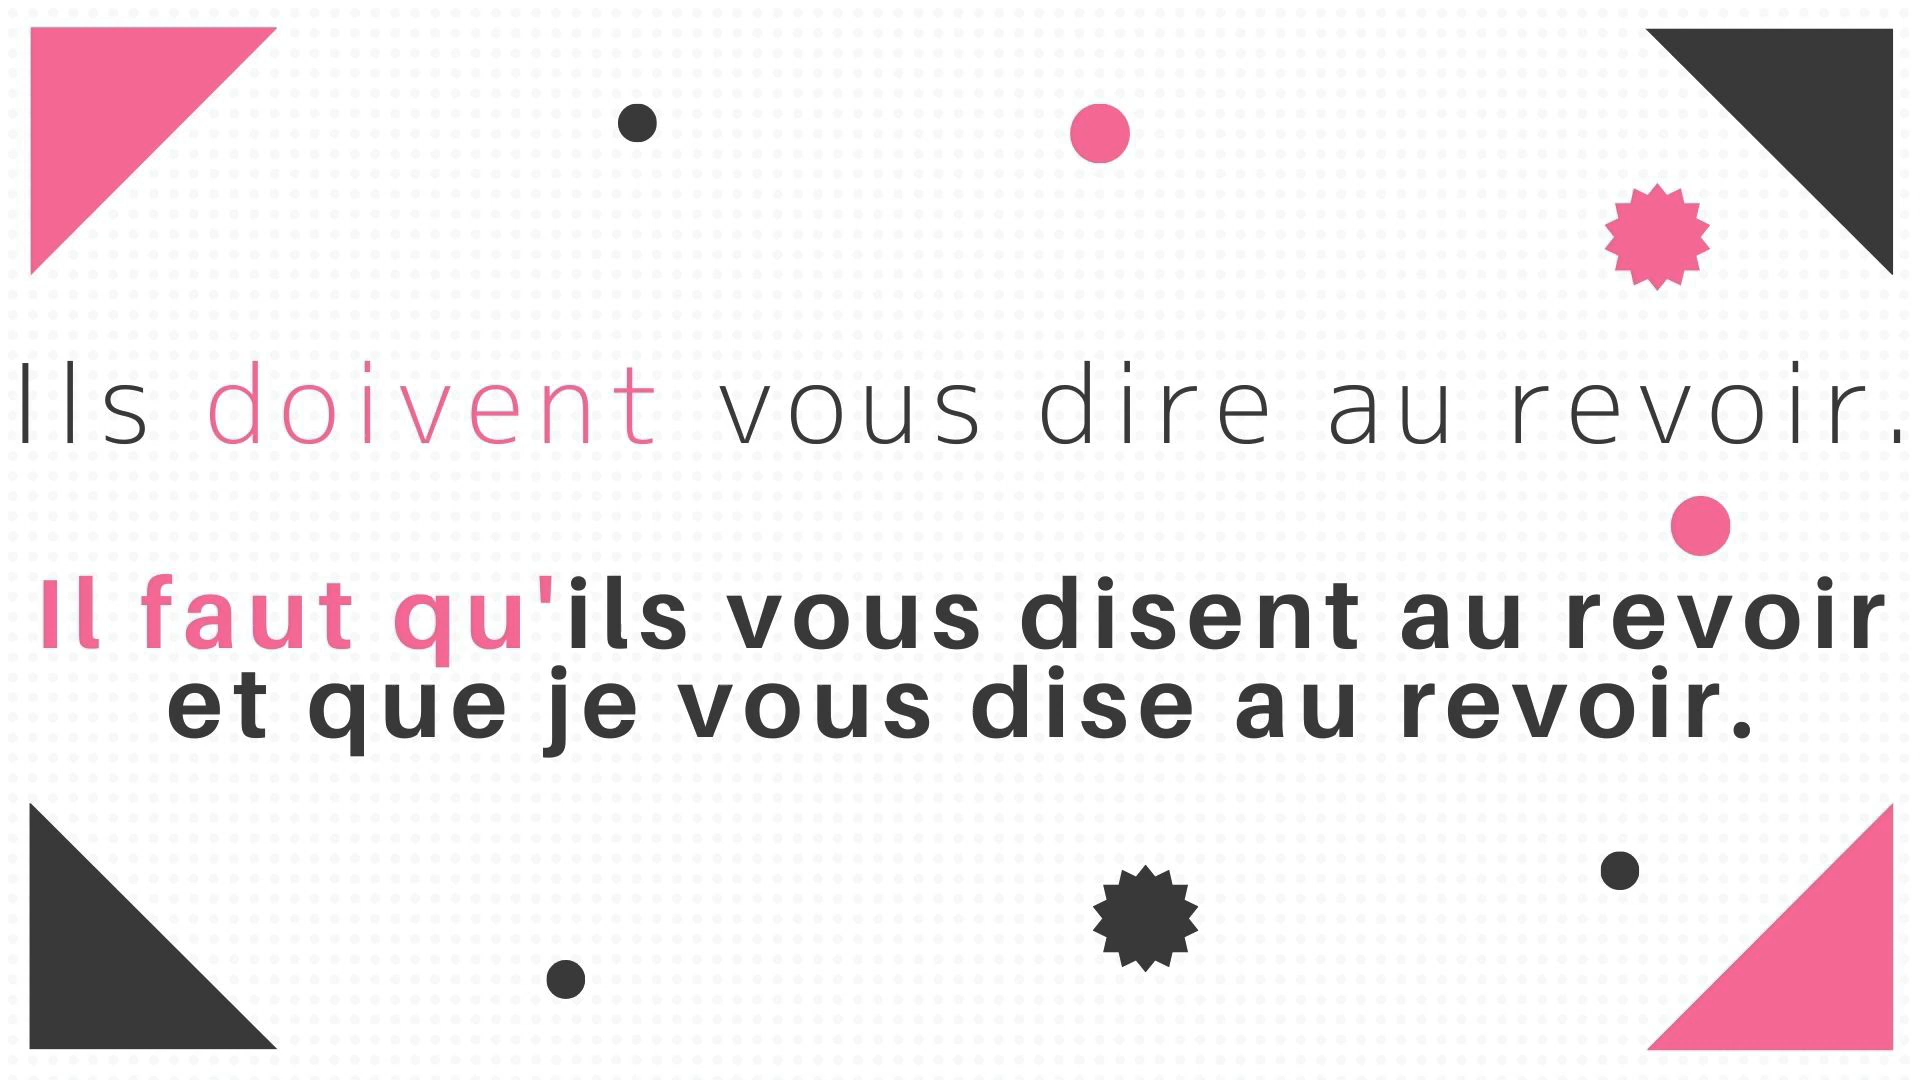 Ils doivent vous dire au revoir.
Il faut qu'ils vous disent au revoir
et que je vous dise au revoir.